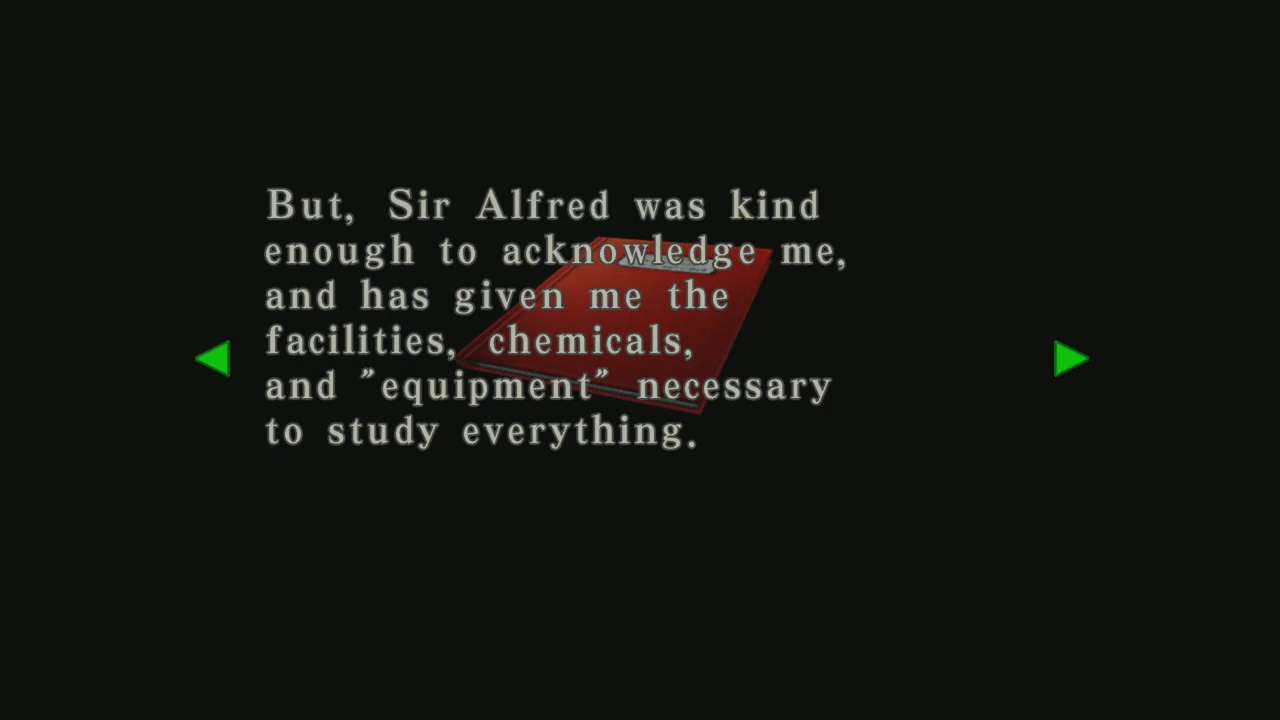 But, Sir Alfred was kind
enough to acknowledge me,
and has given me the
facilities, chemicals,
and "equipment" necessary
to study everything.